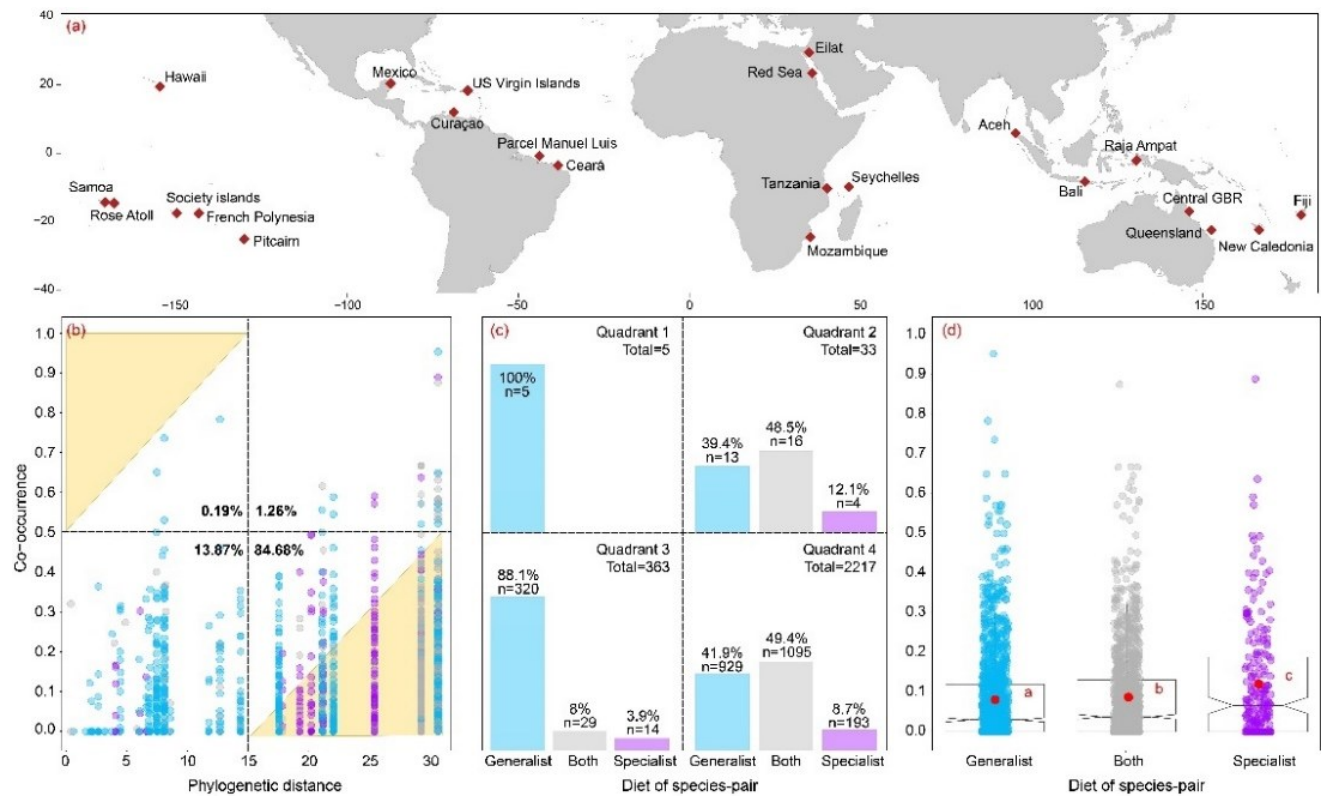 (a)
40
20
0
−20
−40
−150
−100
−50
0
50
100
150
Hawaii
Mexico
US Virgin Islands
Curaçao
Parcel Manuel Luis
Ceará
Samoa
Rose Atoll
Society islands
French Polynesia
Pitcairn
Eilat
Red Sea
Tanzania
Seychelles
Mozambique
Aceh
Raja Ampat
Bali
Central GBR
Queensland
New Caledonia
Fiji
(b)
Co−occurrence
1.0
0.9
0.8
0.7
0.6
0.5
0.4
0.3
0.2
0.1
0.0
0.19% 1.26%
13.87% 84.68%
0 5 10 15 20 25 30
Phylogenetic distance
(c)
Quadrant 1
Total=5
100%
n=5
Quadrant 2
Total=33
39.4%
n=13
48.5%
n=16
12.1%
n=4
Quadrant 3
Total=363
88.1%
n=320
8%
n=29
3.9%
n=14
Quadrant 4
Total=2217
41.9%
n=929
49.4%
n=1095
8.7%
n=193
Generalist Both Specialist Generalist Both Specialist
Diet of species−pair
(d)
1.0
0.9
0.8
0.7
0.6
0.5
0.4
0.3
0.2
0.1
0.0
a
b
c
Generalist Both Specialist
Diet of species−pair